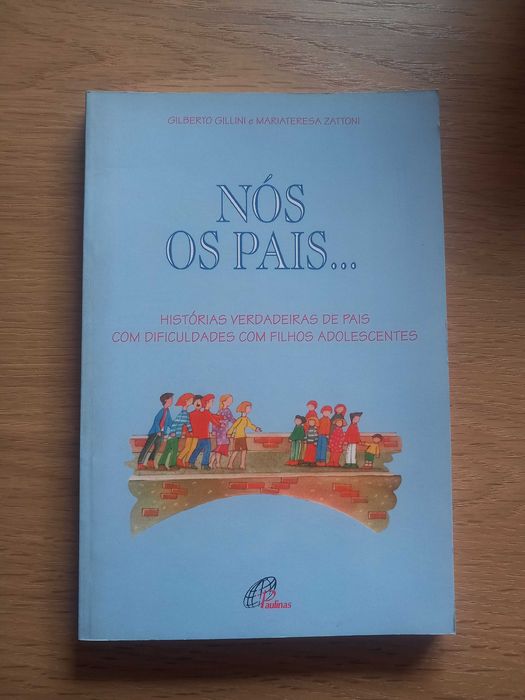 GILBERTO GILLINI e MARIATERESA ZATTONI
NÓS
OS PAIS...
HISTÓRIAS VERDADEIRAS DE PAIS
COM DIFICULDADES COM FILHOS ADOLESCENTES
Paulinas